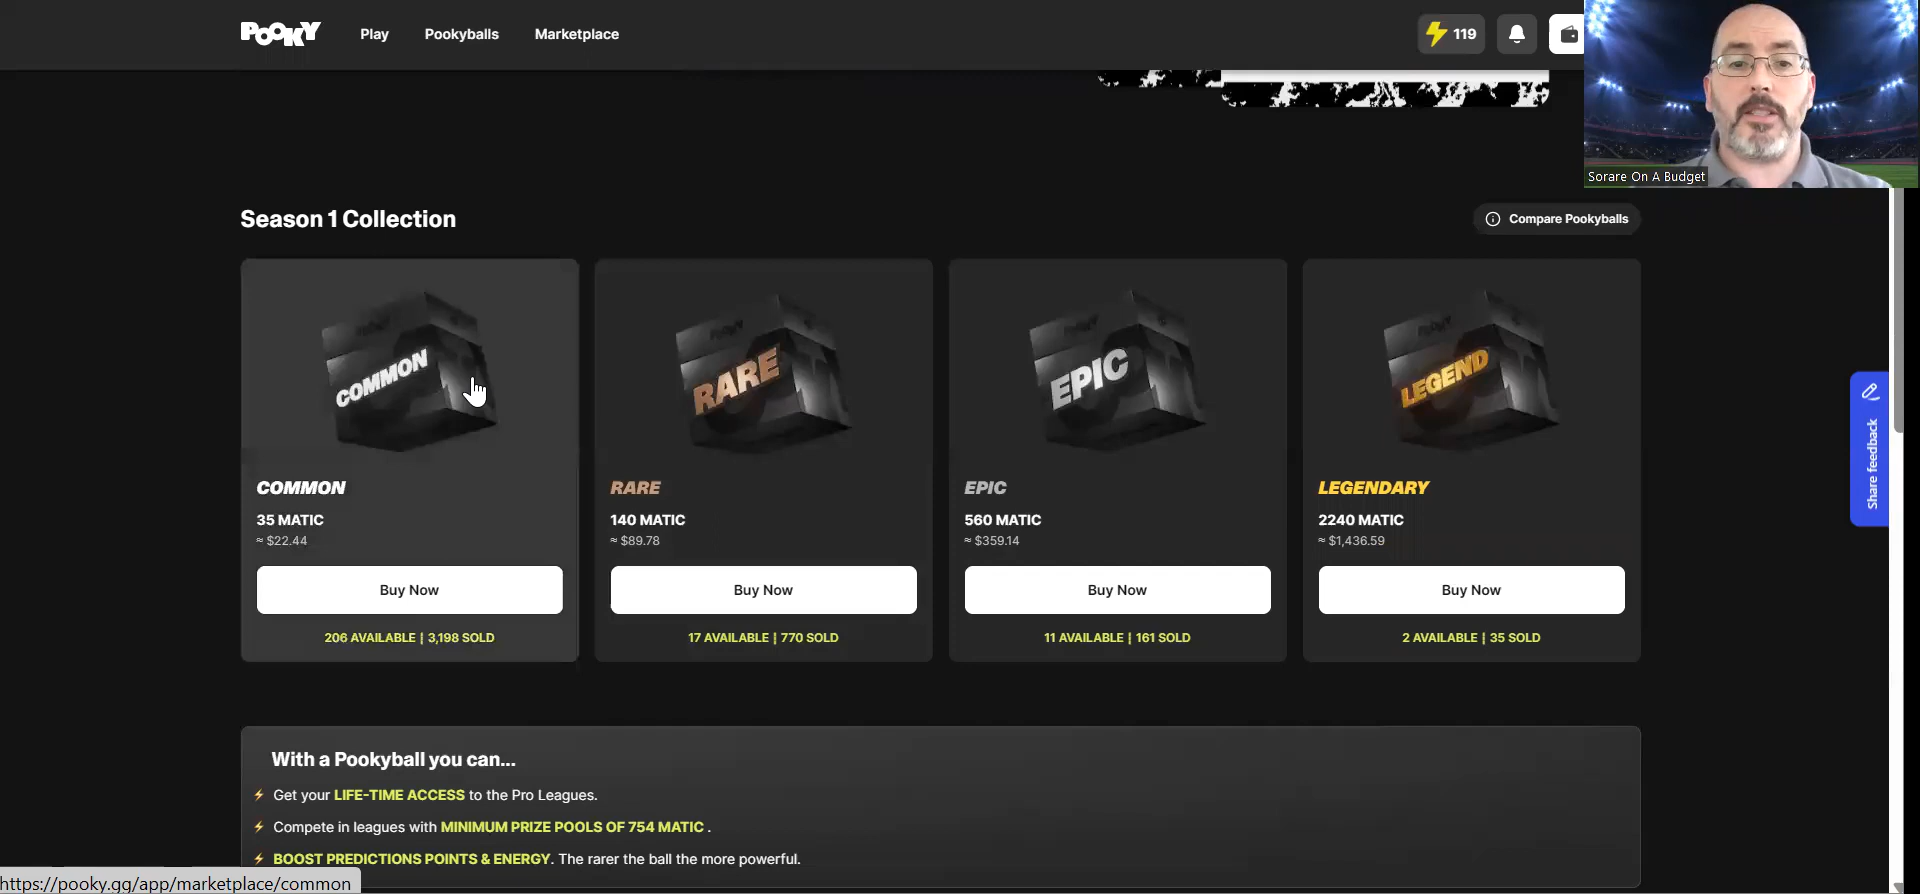 POOKY
Play
Pookyballs
Marketplace
119
Sorare On A Budget
Season 1 Collection
Compare Pookyballs
COMMON
RARE
EPIC
LEGEND
COMMON
35 MATIC
≈ $22.44
Buy Now
206 AVAILABLE | 3,198 SOLD
RARE
140 MATIC
≈ $89.78
Buy Now
17 AVAILABLE | 770 SOLD
EPIC
560 MATIC
≈ $359.14
Buy Now
11 AVAILABLE | 161 SOLD
LEGENDARY
2240 MATIC
≈ $1,436.59
Buy Now
2 AVAILABLE | 35 SOLD
Share feedback
With a Pookyball you can...
Get your LIFE-TIME ACCESS to the Pro Leagues.
Compete in leagues with MINIMUM PRIZE POOLS OF 754 MATIC .
BOOST PREDICTIONS POINTS & ENERGY. The rarer the ball the more powerful.
https://pooky.gg/app/marketplace/common